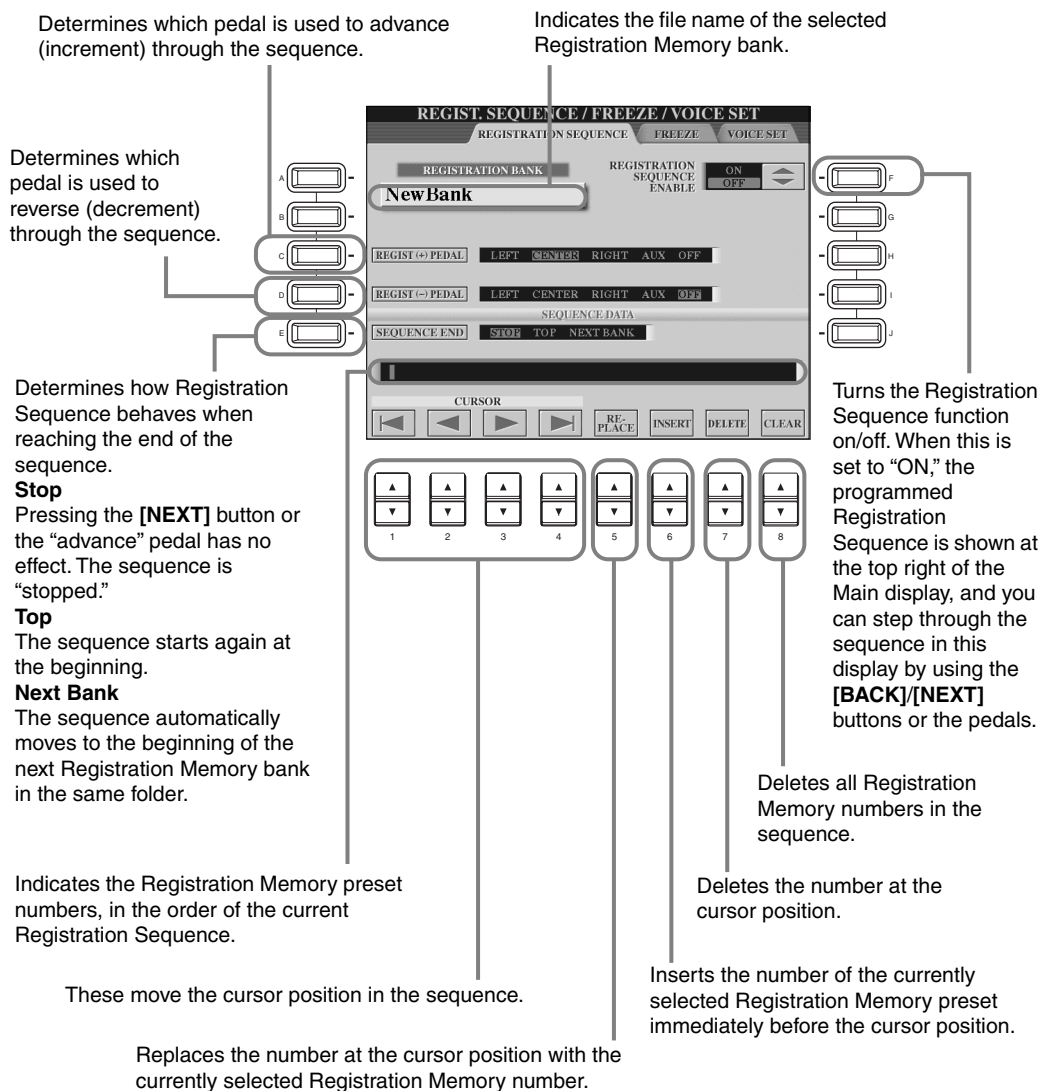 Determines which pedal is used to advance
(increment) through the sequence.
Indicates the file name of the selected
Registration Memory bank.
Determines which
pedal is used to
reverse (decrement)
through the sequence.
REGIST. SEQUENCE / FREEZE / VOICE SET
REGISTRATION SEQUENCE FREEZE VOICE SET
REGISTRATION BANK
NewBank
REGISTRATION
SEQUENCE
ENABLE
ON
OFF
REGIST (+) PEDAL LEFT CENTER RIGHT AUX OFF
REGIST (–) PEDAL LEFT CENTER RIGHT AUX OFF
SEQUENCE DATA
SEQUENCE END STOP TOP NEXT BANK
CURSOR
RE-
PLACE
INSERT DELETE CLEAR
A
B
C
D
E
F
G
H
I
J
1 2 3 4 5 6 7 8
Determines how Registration
Sequence behaves when
reaching the end of the
sequence.
Stop
Pressing the [NEXT] button or
the “advance” pedal has no
effect. The sequence is
“stopped.”
Top
The sequence starts again at
the beginning.
Next Bank
The sequence automatically
moves to the beginning of the
next Registration Memory bank
in the same folder.
Turns the Registration
Sequence function
on/off. When this is
set to “ON,” the
programmed
Registration
Sequence is shown at
the top right of the
Main display, and you
can step through the
sequence in this
display by using the
[BACK]/[NEXT]
buttons or the pedals.
Deletes all Registration
Memory numbers in the
sequence.
Deletes the number at the
cursor position.
Indicates the Registration Memory preset
numbers, in the order of the current
Registration Sequence.
Inserts the number of the currently
selected Registration Memory preset
immediately before the cursor position.
These move the cursor position in the sequence.
Replaces the number at the cursor position with the
currently selected Registration Memory number.